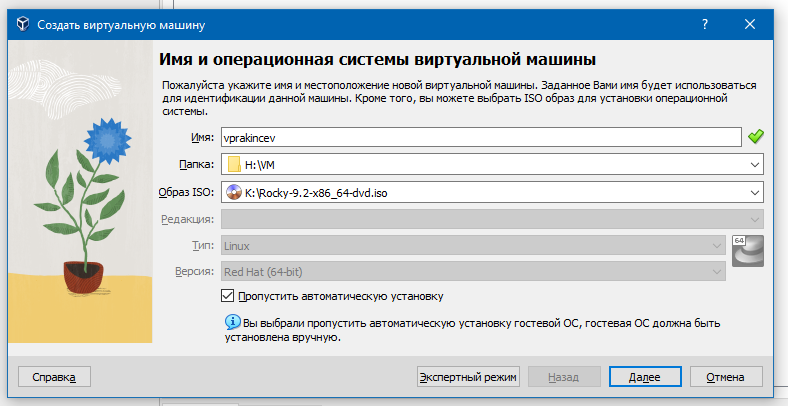 Создать виртуальную машину
Имя и операционная системы виртуальной машины
Пожалуйста укажите имя и местоположение новой виртуальной машины. Заданное Вами имя будет использоваться
для идентификации данной машины. Кроме того, вы можете выбрать ISO образ для установки операционной
системы.
Имя: vprakincev
Папка: H:\VM
Образ ISO: K:\Rocky-9.2-x86_64-dvd.iso
Редакция:
Тип: Linux 64
Версия: Red Hat (64-bit)
Пропустить автоматическую установку
Вы выбрали пропустить автоматическую установку гостевой ОС, гостевая ОС должна быть
установлена вручную.
Справка Экспертный режим Назад Далее Отмена